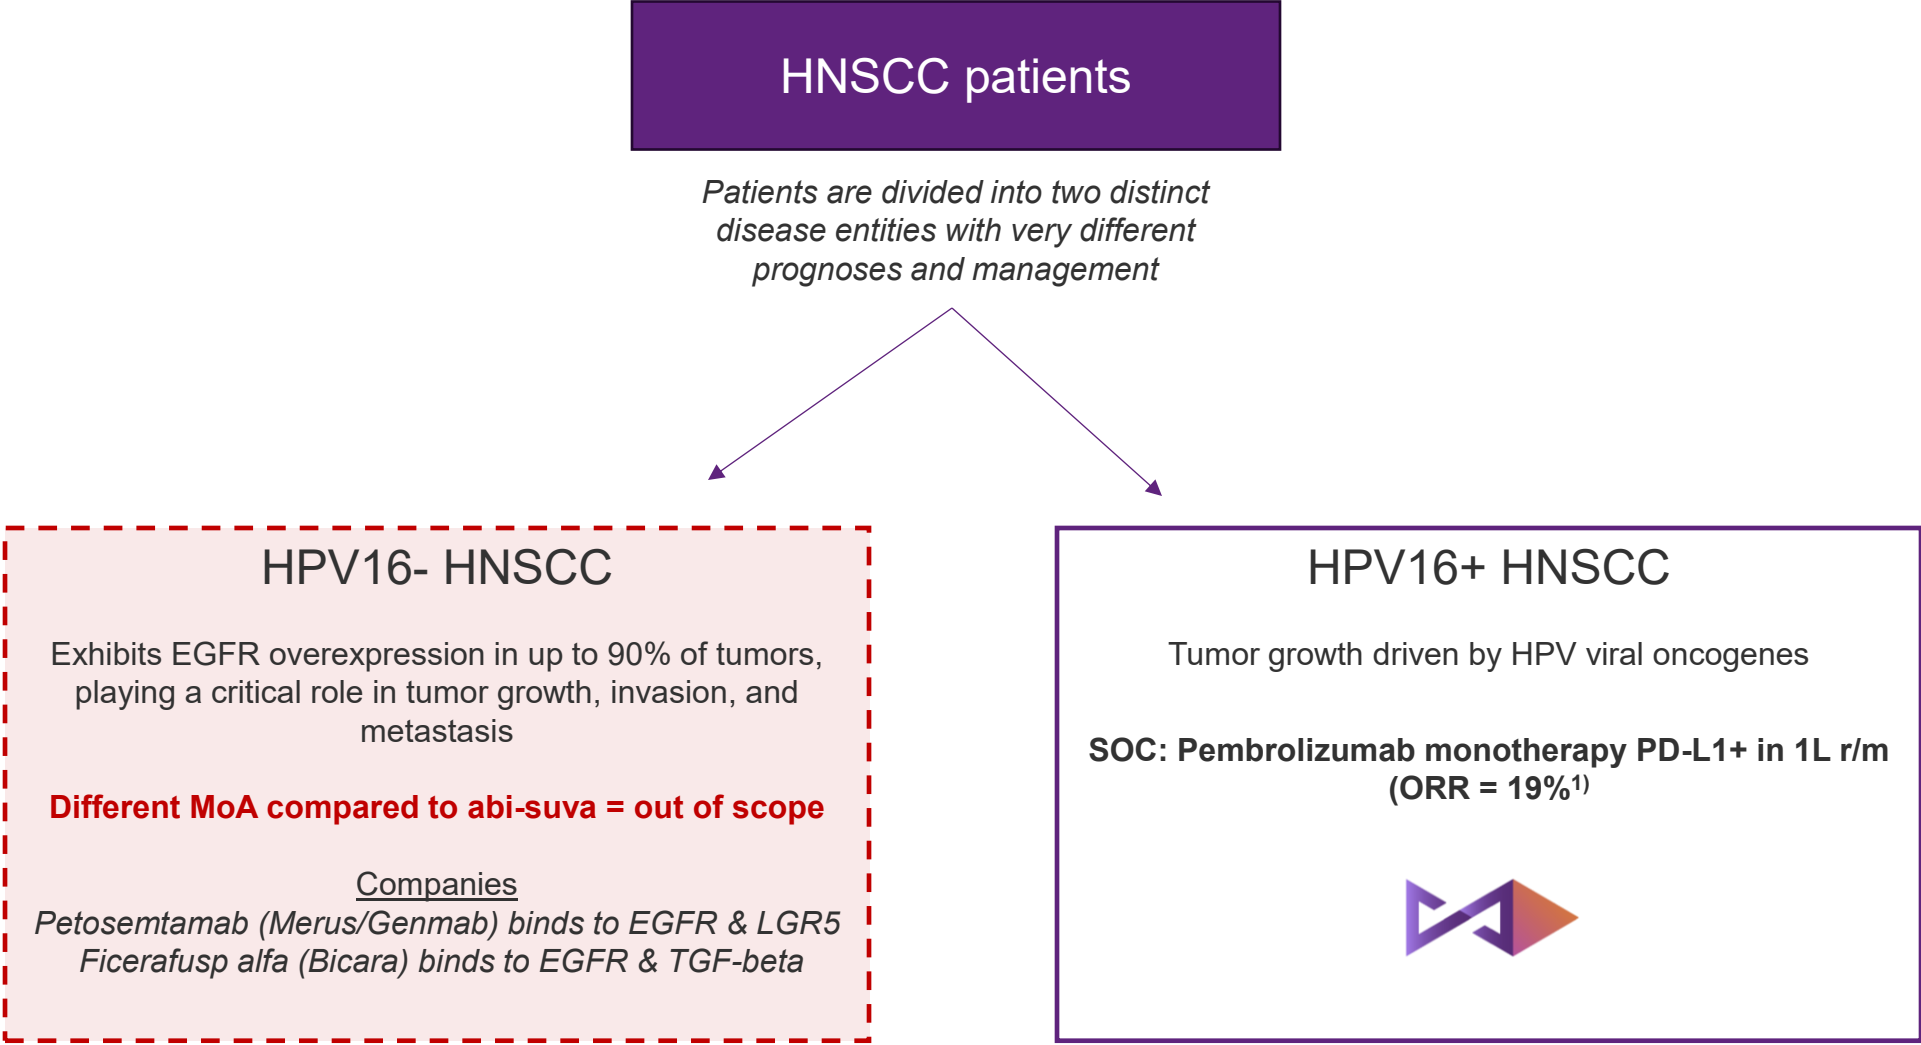 HNSCC patients
Patients are divided into two distinct
disease entities with very different
prognoses and management
HPV16- HNSCC
Exhibits EGFR overexpression in up to 90% of tumors,
playing a critical role in tumor growth, invasion, and
metastasis
Different MoA compared to abi-suva = out of scope
Companies
Petosemtamab (Merus/Genmab) binds to EGFR & LGR5
Ficerafusp alfa (Bicara) binds to EGFR & TGF-beta
HPV16+ HNSCC
Tumor growth driven by HPV viral oncogenes
SOC: Pembrolizumab monotherapy PD-L1+ in 1L r/m
(ORR = 19%¹⁾